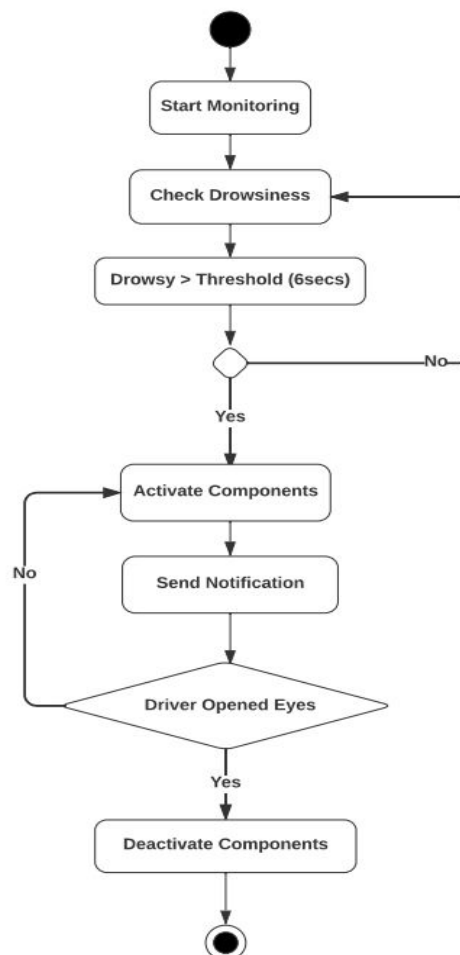 Start Monitoring
Check Drowsiness
Drowsy > Threshold (6secs)
No
Yes
Activate Components
No
Send Notification
Driver Opened Eyes
Yes
Deactivate Components